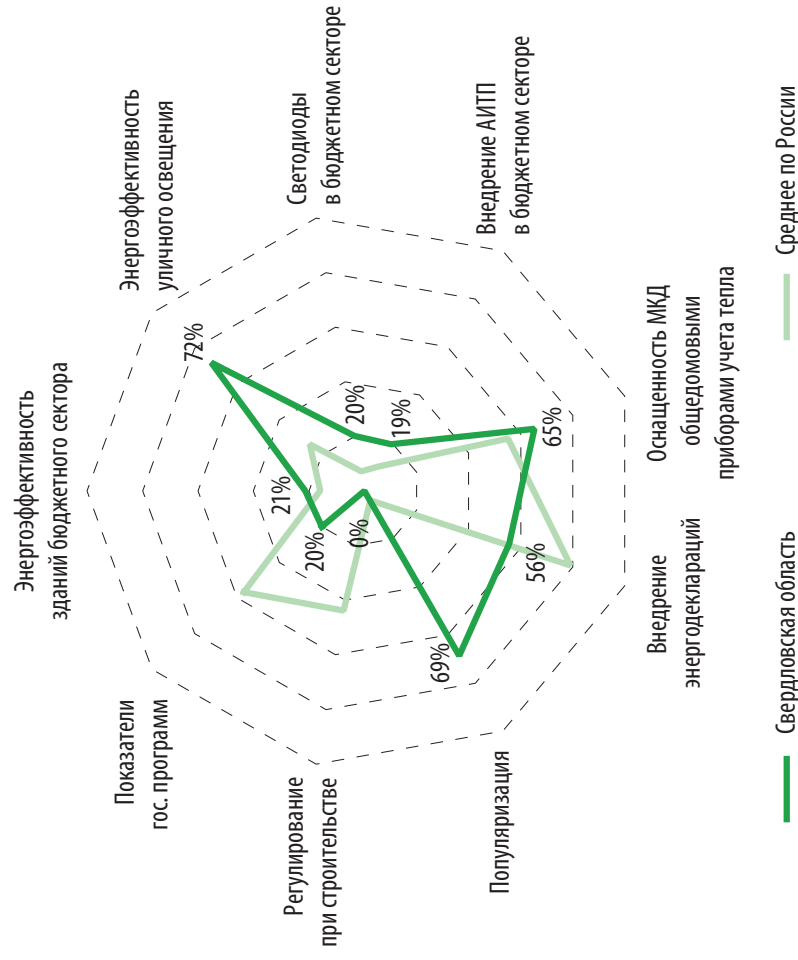 Энергоэффективность
зданий бюджетного сектора
Энергоэффективность
уличного освещения
Светодиоды
в бюджетном секторе
Внедрение АИТП
в бюджетном секторе
Оснащенность МКД
общедомовыми
приборами учета тепла
Внедрение
энергодеклараций
Популяризация
Регулирование
при строительстве
Показатели
гос. программ
21%
72%
20%
19%
65%
56%
69%
0%
20%
Свердловская область
Среднее по России